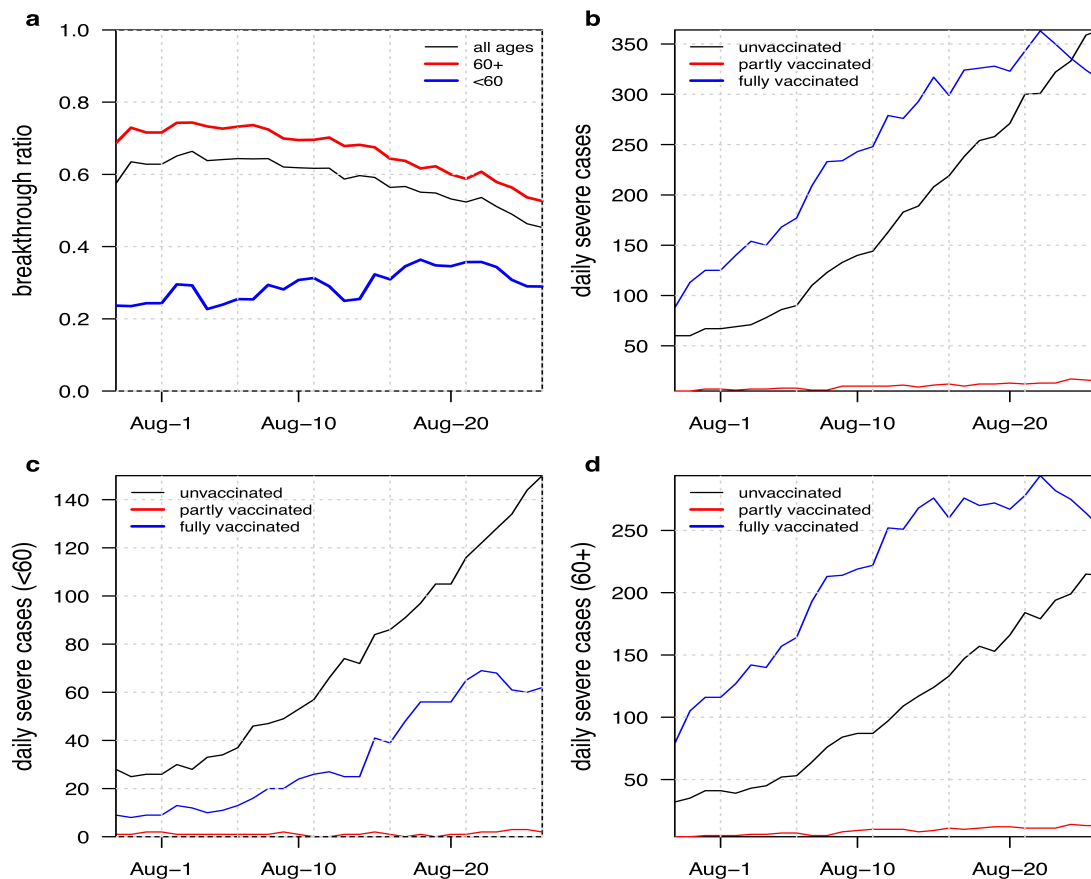 a
breakthrough ratio
1.0
0.8
0.6
0.4
0.2
0.0
all ages
60+
<60
Aug−1
Aug−10
Aug−20
b
daily severe cases
350
300
250
200
150
100
50
unvaccinated
partly vaccinated
fully vaccinated
Aug−1
Aug−10
Aug−20
c
daily severe cases (<60)
140
120
100
80
60
40
20
0
unvaccinated
partly vaccinated
fully vaccinated
Aug−1
Aug−10
Aug−20
d
daily severe cases (60+)
250
200
150
100
50
unvaccinated
partly vaccinated
fully vaccinated
Aug−1
Aug−10
Aug−20